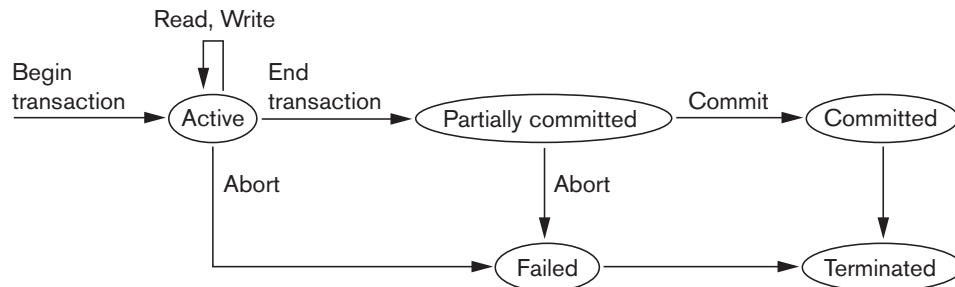 Read, Write
Begin
transaction
End
transaction
Active
Partially committed
Commit
Committed
Abort
Abort
Failed
Terminated